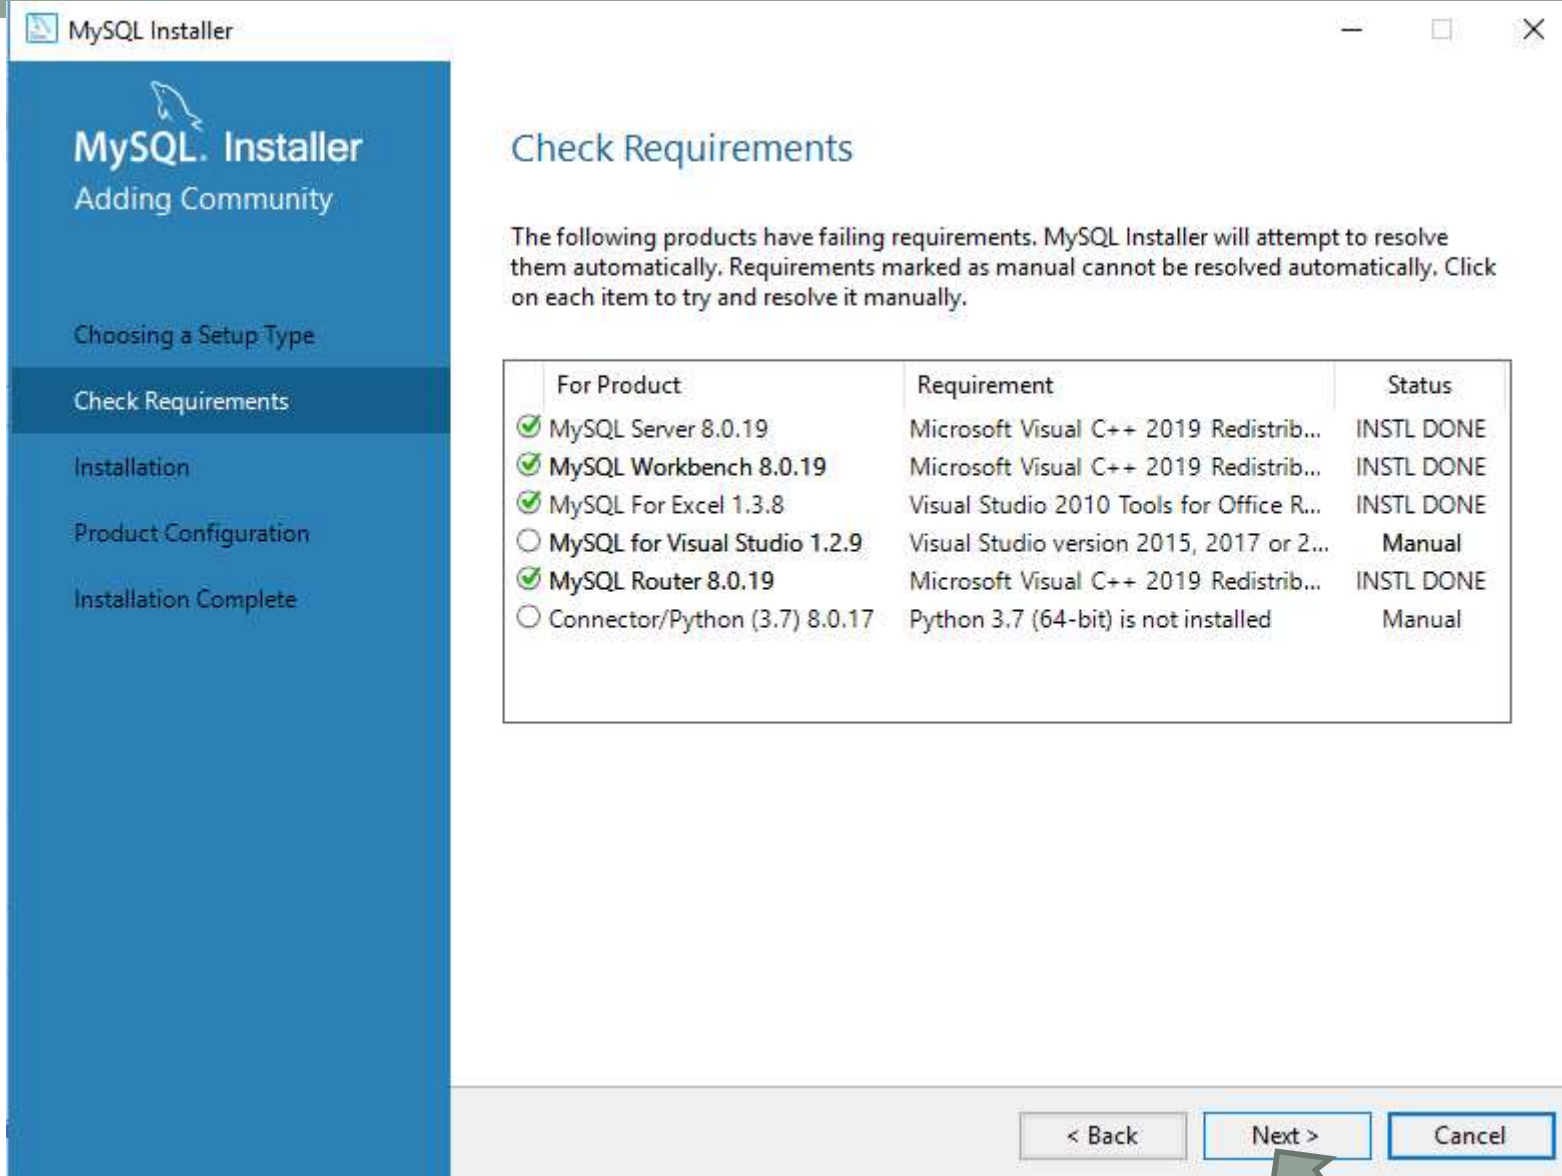 MySQL Installer
MySQL. Installer
Adding Community
Choosing a Setup Type
Check Requirements
Installation
Product Configuration
Installation Complete
Check Requirements
The following products have failing requirements. MySQL Installer will attempt to resolve
them automatically. Requirements marked as manual cannot be resolved automatically. Click
on each item to try and resolve it manually.
For Product Requirement Status
MySQL Server 8.0.19 Microsoft Visual C++ 2019 Redistrib... INSTL DONE
MySQL Workbench 8.0.19 Microsoft Visual C++ 2019 Redistrib... INSTL DONE
MySQL For Excel 1.3.8 Visual Studio 2010 Tools for Office R... INSTL DONE
MySQL for Visual Studio 1.2.9 Visual Studio version 2015, 2017 or 2... Manual
MySQL Router 8.0.19 Microsoft Visual C++ 2019 Redistrib... INSTL DONE
Connector/Python (3.7) 8.0.17 Python 3.7 (64-bit) is not installed Manual
< Back Next > Cancel